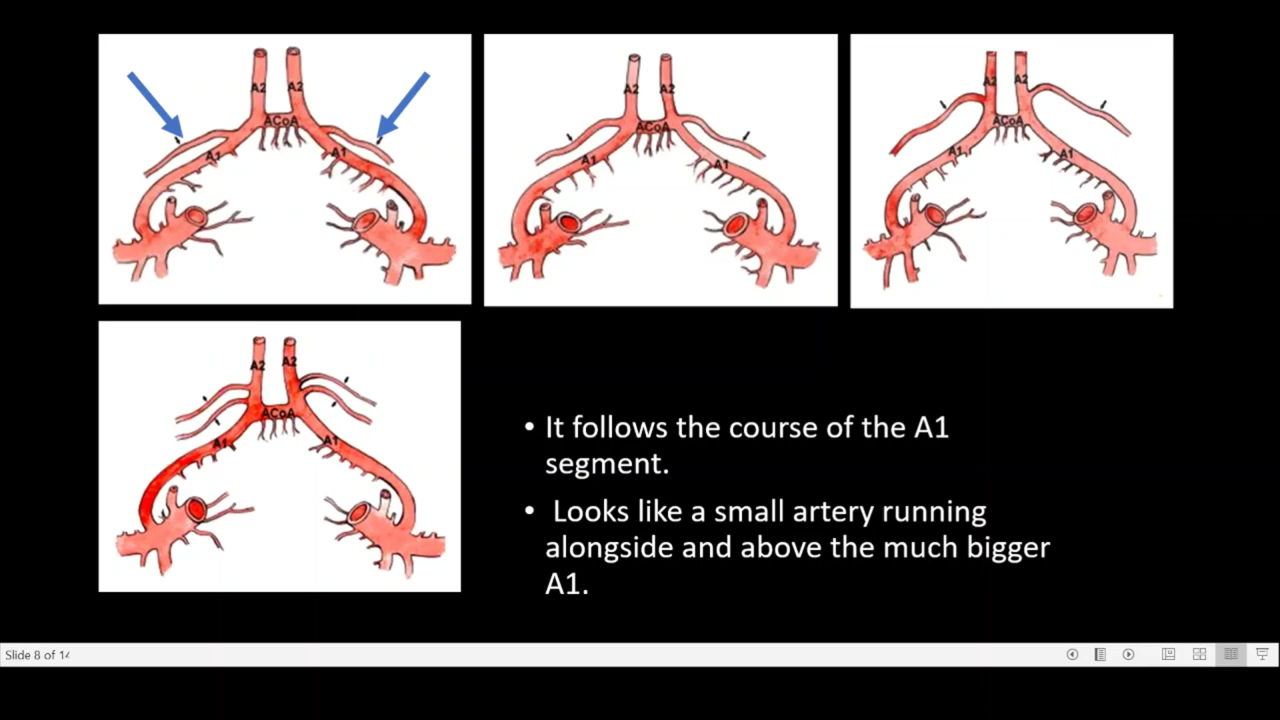 A2 A2
ACoA
A1 A1
A2 A2
ACoA
A1 A1
A2 A2
ACoA
A1 A1
A2 A2
ACoA
A1 A1
• It follows the course of the A1
segment.
• Looks like a small artery running
alongside and above the much bigger
A1.
Slide 8 of